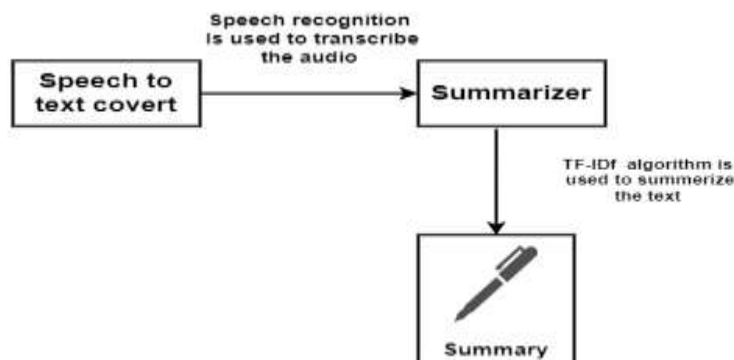 Speech recognition
is used to transcribe
the audio
Speech to
text covert
Summarizer
TF-IDf algorithm is
used to summerize
the text
Summary